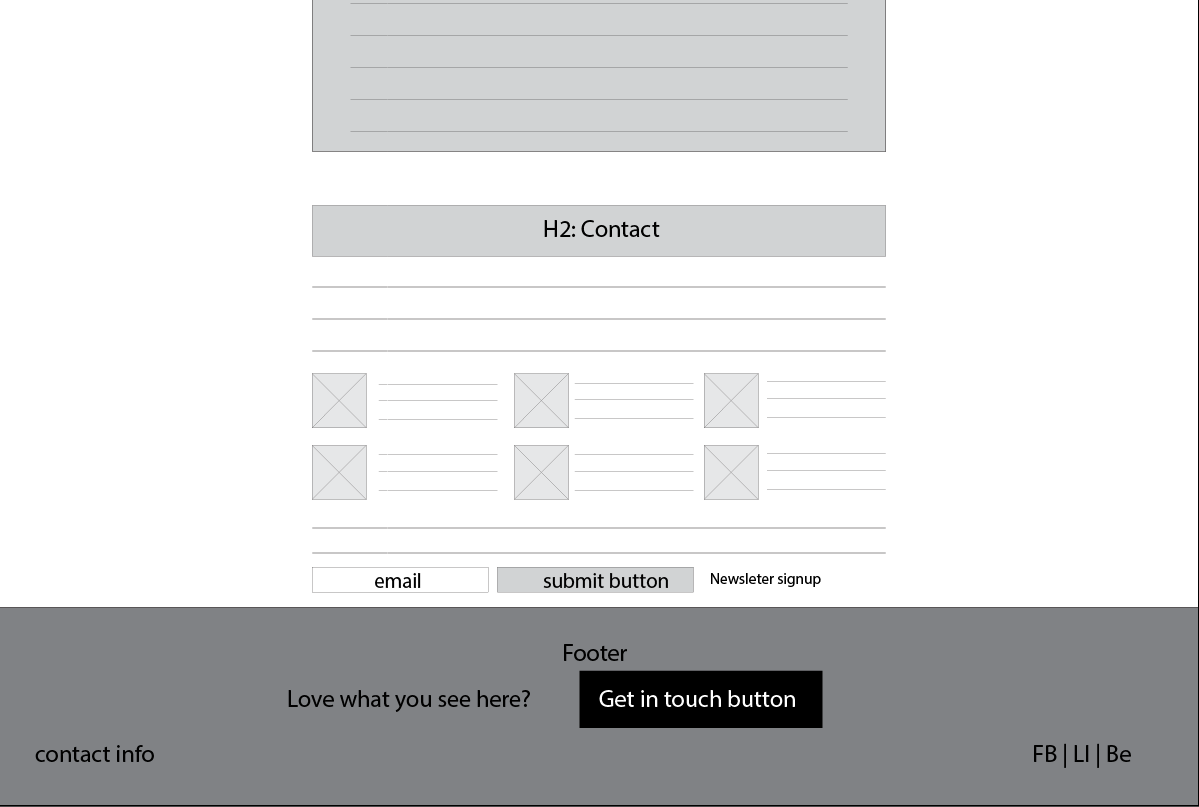 H2: Contact
email
submit button
Newsleter signup
Footer
Love what you see here?
Get in touch button
contact info
FB | LI | Be